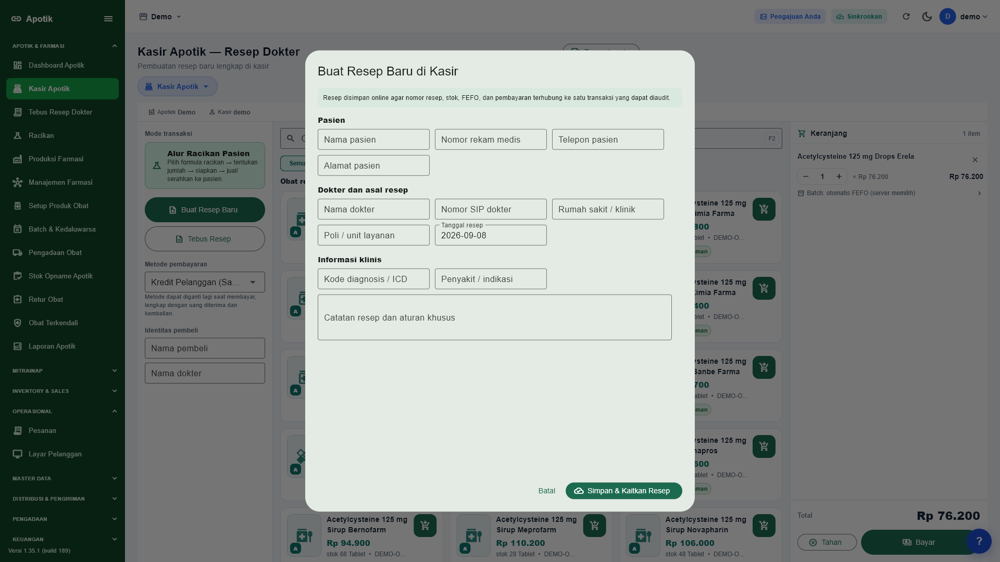 Apotik
APOTIK & FARMASI
Dashboard Apotik
Kasir Apotik
Tebus Resep Dokter
Racikan
Produksi Farmasi
Manajemen Farmasi
Setup Produk Obat
Batch & Kedaluwarsa
Pengadaan Obat
Stok Opname Apotik
Retur Obat
Obat Terkendali
Laporan Apotik
MITRAINAP
INVENTORY & SALES
OPERASIONAL
Pesanan
Layar Pelanggan
MASTER DATA
DISTRIBUSI & PENGIRIMAN
PENGADAAN
KEUANGAN
Versi 1.35.1 (build 189)
Demo
Pengajuan Anda
Sinkronkan
D
demo
Kasir Apotik — Resep Dokter
Pembuatan resep baru lengkap di kasir
Kasir Apotik
Apotek Demo
Kasir demo
Mode transaksi
Alur Racikan Pasien
Pilih formula racikan → tentukan
jumlah → siapkan → jual/
serahkan ke pasien.
Buat Resep Baru
Tebus Resep
Metode pembayaran
Kredit Pelanggan (Sa...
Metode dapat diganti lagi saat membayar,
lengkap dengan uang diterima dan
kembalian.
Identitas pembeli
Nama pembeli
Nama dokter
F2
Buat Resep Baru di Kasir
Resep disimpan online agar nomor resep, stok, FEFO, dan pembayaran terhubung ke satu transaksi yang dapat diaudit.
Pasien
Nama pasien
Nomor rekam medis
Telepon pasien
Alamat pasien
Dokter dan asal resep
Nama dokter
Nomor SIP dokter
Rumah sakit / klinik
Poli / unit layanan
Tanggal resep
2026-09-08
Informasi klinis
Kode diagnosis / ICD
Penyakit / indikasi
Catatan resep dan aturan khusus
Batal
Simpan & Kaitkan Resep
Semu
Obat re
A
A
A
A
ysteine 125 mg
imia Farma
800
ablet • DEMO-O...
man
ysteine 125 mg
Kimia Farma
400
blet • DEMO-O...
man
ysteine 125 mg
Sanbe Farma
700
ablet • DEMO-O...
man
ysteine 125 mg
napros
600
ablet • DEMO-O...
man
Acetylcysteine 125 mg
Sirup Bernofarm
Rp 94.900
stok 68 Tablet • DEMO-O...
A
Acetylcysteine 125 mg
Sirup Meprofarm
Rp 110.200
stok 28 Tablet • DEMO-O...
A
Acetylcysteine 125 mg
Sirup Novapharin
Rp 106.000
stok 48 Tablet • DEMO-O...
A
Keranjang
1 item
Acetylcysteine 125 mg Drops Erela
1
× Rp 76.200
Rp 76.200
Batch: otomatis FEFO (server memilih)
Total
Rp 76.200
Tahan
Bayar
?